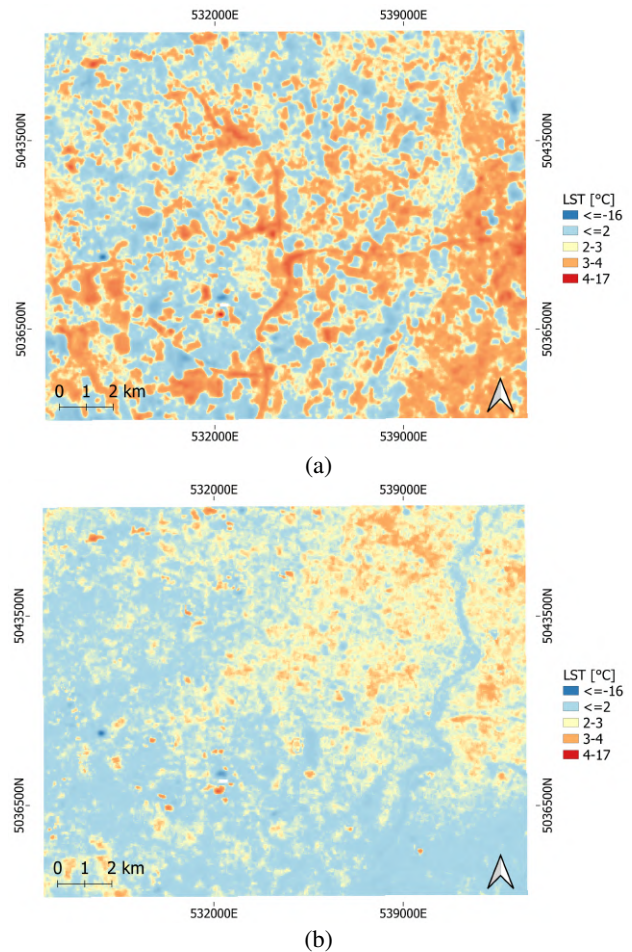 532000E 539000E
5043500N 5043500N
LST [°C]
<=-16
<=2
2-3
3-4
4-17
5036500N 5036500N
0 1 2 km
532000E 539000E
(a)
532000E 539000E
5043500N 5043500N
LST [°C]
<=-16
<=2
2-3
3-4
4-17
5036500N 5036500N
0 1 2 km
532000E 539000E
(b)